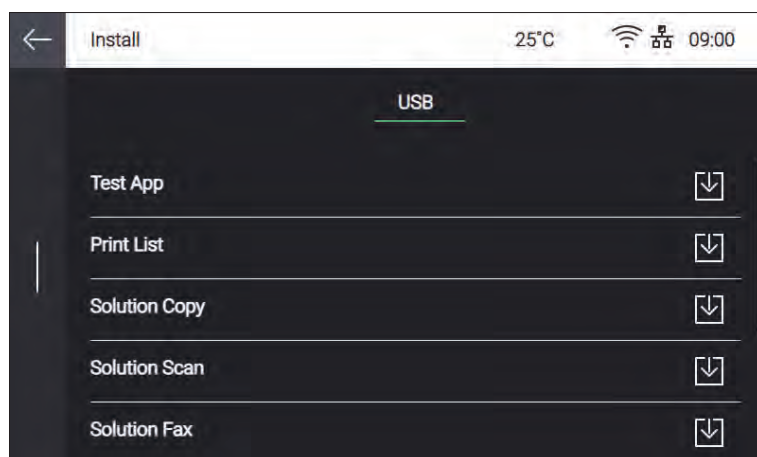 Install 25°C 09:00
USB
Test App
Print List
Solution Copy
Solution Scan
Solution Fax